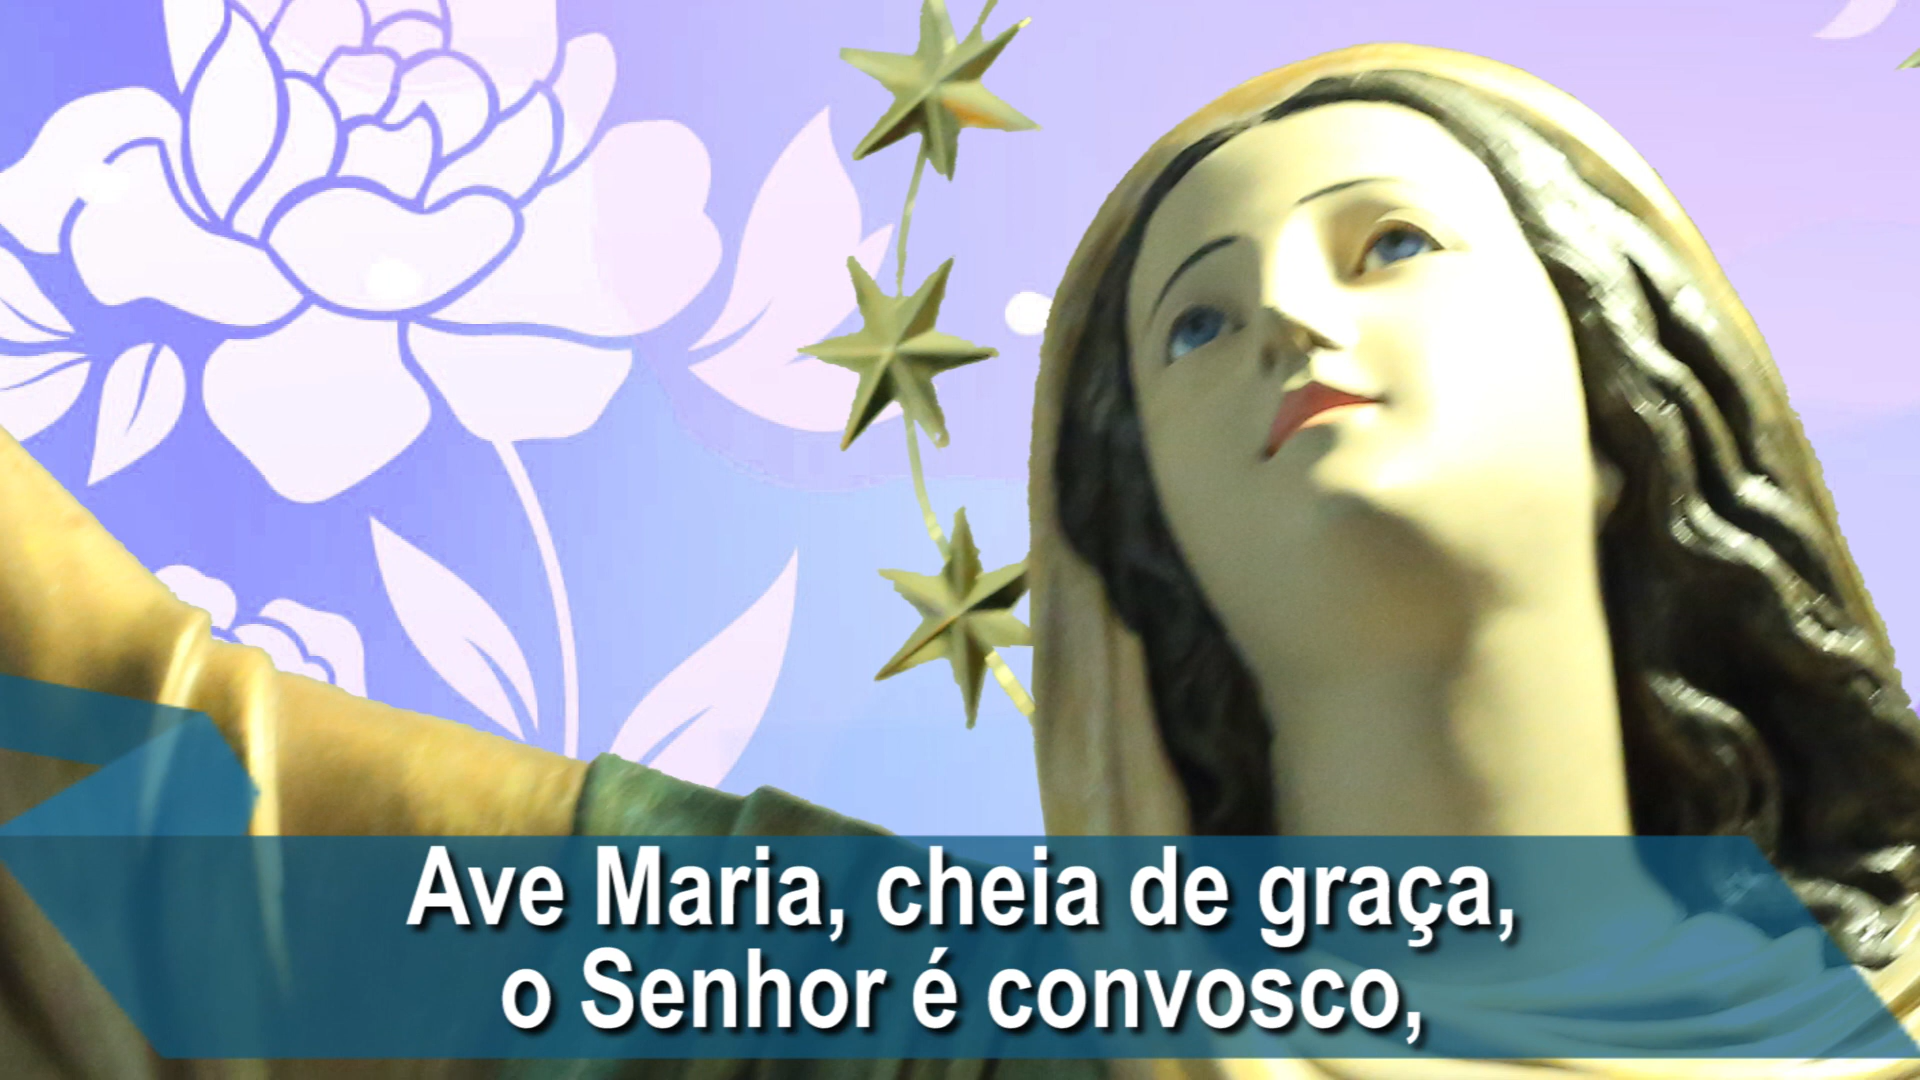 Ave Maria, cheia de graça,
o Senhor é convosco,